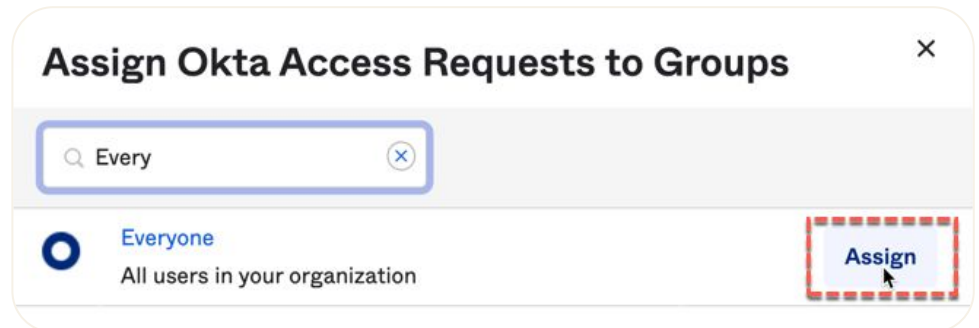 Assign Okta Access Requests to Groups
Every
Everyone
All users in your organization
Assign